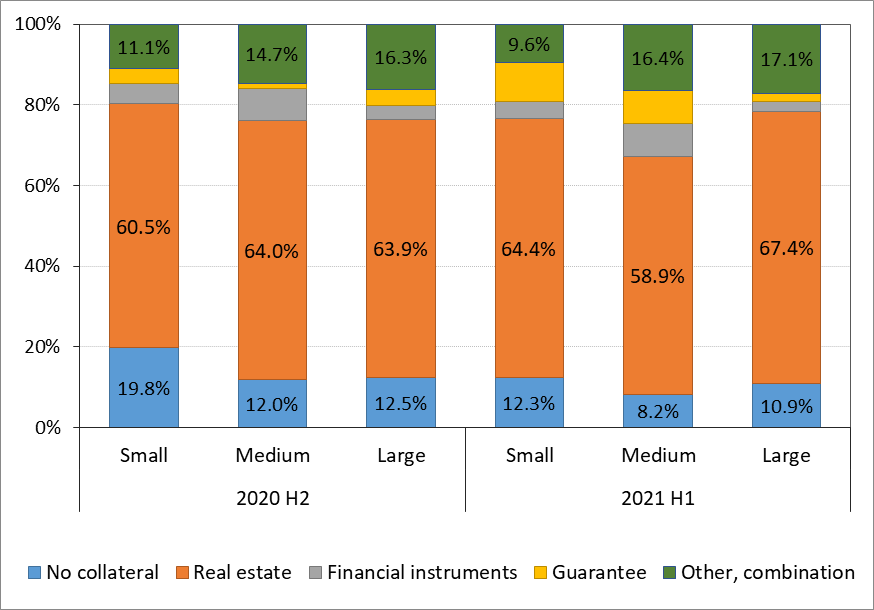 100%
80%
60%
40%
20%
0%
11.1% 14.7% 16.3% 9.6% 16.4% 17.1%
60.5% 64.0% 63.9% 64.4% 58.9% 67.4%
19.8% 12.0% 12.5% 12.3% 8.2% 10.9%
Small Medium Large Small Medium Large
2020 H2 2021 H1
No collateral Real estate Financial instruments Guarantee Other, combination